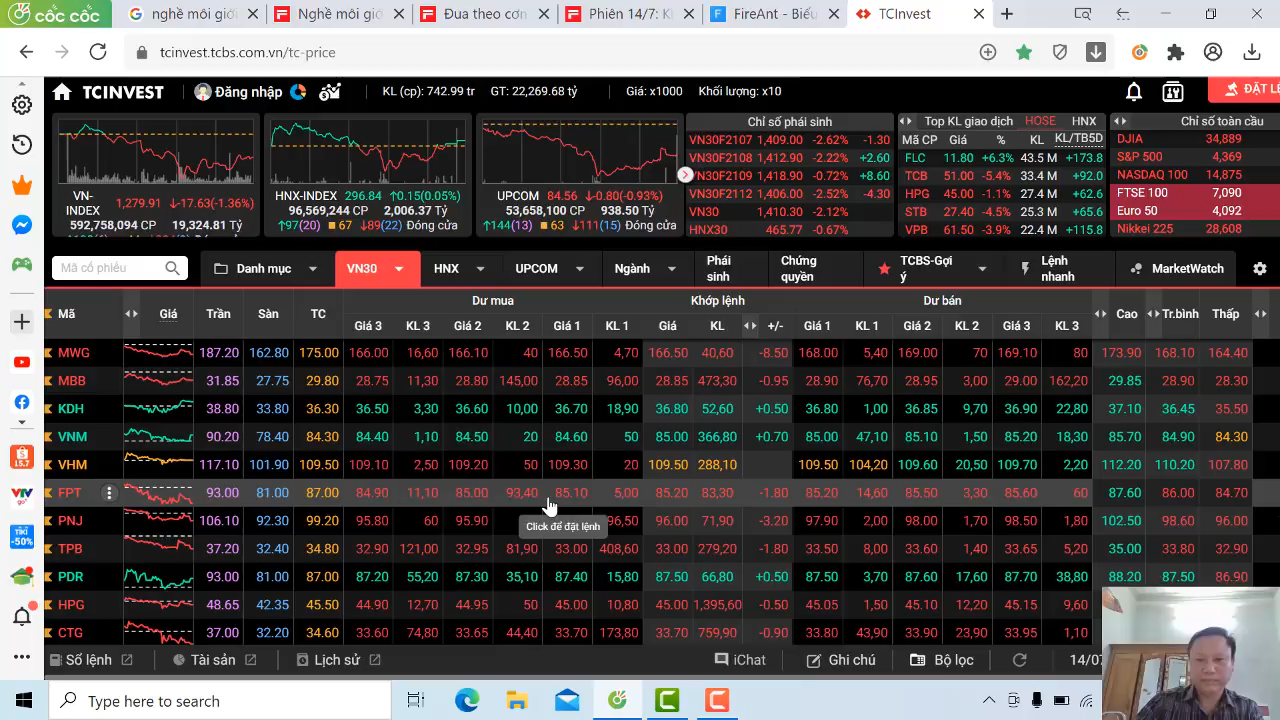 cốc cốc
nghề môi giới
Nghề môi giớ
Đua theo cơn
Phiên 14/7: K
FireAnt - Biểu
TCInvest
tcinvest.tcbs.com.vn/tc-price
TCINVEST
Đăng nhập
KL (cp): 742.99 tr
GT: 22,269.68 tỷ
Giá: x1000
Khối lượng: x10
ĐẶT LỆ
VN-INDEX 1,279.91 -17.63(-1.36%)
592,758,094 CP 19,324.81 Tỷ
HNX-INDEX 296.84 0.15(0.05%)
96,569,244 CP 2,006.37 Tỷ
97(20) 67 89(22) Đóng cửa
UPCOM 84.56 -0.80(-0.93%)
53,658,100 CP 938.50 Tỷ
144(13) 63 111(15) Đóng cửa
Chỉ số phái sinh
VN30F2107 1,409.00 -2.62% -1.30
VN30F2108 1,412.90 -2.22% +2.60
VN30F2109 1,418.90 -0.72% +8.60
VN30F2112 1,406.00 -2.52% -4.30
VN30 1,410.30 -2.12%
HNX30 465.77 -0.67%
Top KL giao dịch HOSE HNX
Mã CP Giá % KL KL/TB5D
FLC 11.80 +6.3% 43.5 M +173.8
TCB 51.00 -5.4% 33.4 M +92.0
HPG 45.00 -1.1% 27.4 M +62.6
STB 27.40 -4.5% 25.3 M +65.6
VPB 61.50 -3.9% 22.4 M +115.8
Chỉ số toàn cầu
DJIA 34,889
S&P 500 4,369
NASDAQ 100 14,875
FTSE 100 7,090
Euro 50 4,092
Nikkei 225 28,608
Mã cổ phiếu
Danh mục
VN30
HNX
UPCOM
Ngành
Phái sinh
Chứng quyền
TCBS-Gợi ý
Lệnh nhanh
MarketWatch
Mã Giá Trần Sàn TC Dư mua Khớp lệnh Dư bán Cao Tr.bình Thấp
Giá 3 KL 3 Giá 2 KL 2 Giá 1 KL 1 Giá KL +/- Giá 1 KL 1 Giá 2 KL 2 Giá 3 KL 3
MWG 187.20 162.80 175.00 166.00 16,60 166.10 40 166.50 4,70 166.50 40,60 -8.50 168.00 5,40 169.00 70 169.10 80 173.90 168.10 164.40
MBB 31.85 27.75 29.80 28.75 11,30 28.80 145,00 28.85 96,00 28.85 473,30 -0.95 28.90 76,70 28.95 3,00 29.00 162,20 29.85 28.90 28.30
KDH 38.80 33.80 36.30 36.50 3,30 36.60 10,00 36.70 18,90 36.80 52,60 +0.50 36.80 1,00 36.85 9,70 36.90 22,80 37.10 36.45 35.50
VNM 90.20 78.40 84.30 84.40 1,10 84.50 20 84.60 50 85.00 366,80 +0.70 85.00 47,10 85.10 1,50 85.20 18,30 85.70 84.90 84.30
VHM 117.10 101.90 109.50 109.10 2,50 109.20 50 109.30 20 109.50 288,10 109.50 104,20 109.60 20,50 109.70 2,20 112.20 110.20 107.80
FPT 93.00 81.00 87.00 84.90 11,10 85.00 93,40 85.10 5,00 85.20 83,30 -1.80 85.20 14,60 85.50 3,30 85.60 60 87.60 86.00 84.70
PNJ 106.10 92.30 99.20 95.80 60 95.90 96,50 96.00 71,90 -3.20 97.90 2,00 98.00 1,70 98.50 1,80 102.50 98.60 96.00
Click để đặt lệnh
TPB 37.20 32.40 34.80 32.90 121,00 32.95 81,90 33.00 408,60 33.00 279,20 -1.80 33.50 8,00 33.60 1,40 33.65 5,20 35.00 33.80 32.90
PDR 93.00 81.00 87.00 87.20 55,20 87.30 35,10 87.40 15,80 87.50 66,80 +0.50 87.50 3,70 87.60 17,60 87.70 38,80 88.20 87.50 86.90
HPG 48.65 42.35 45.50 44.90 12,70 44.95 50 45.00 10,80 45.00 1,395,60 -0.50 45.05 1,50 45.10 12,20 45.15 9,60
CTG 37.00 32.20 34.60 33.60 74,80 33.65 44,40 33.70 173,80 33.70 759,90 -0.90 33.80 43,90 33.90 23,90 33.95 1,10
Sổ lệnh
Tài sản
Lịch sử
iChat
Ghi chú
Bộ lọc
14/07
Type here to search